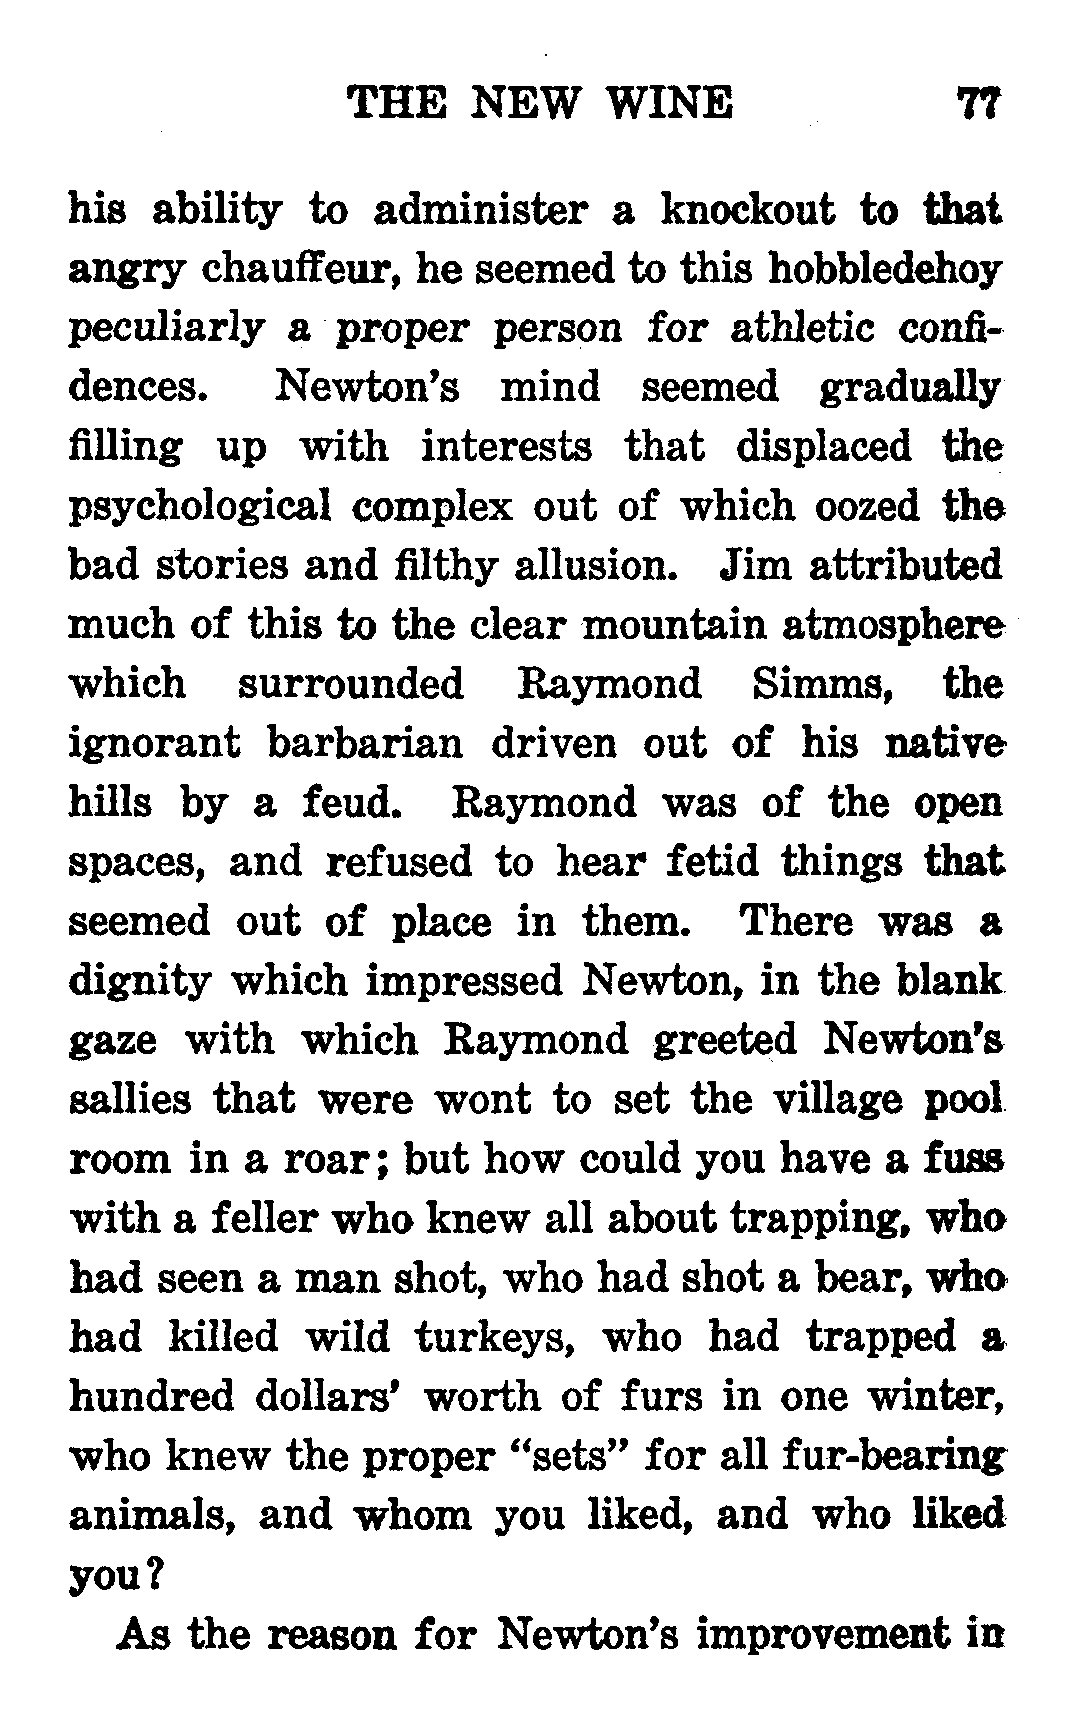 THE NEW WINE 77
his ability to administer a knockout to that
angry chauffeur, he seemed to this hobbledehoy
peculiarly a proper person for athletic confi-
dences. Newton's mind seemed gradually
filling up with interests that displaced the
psychological complex out of which oozed the
bad stories and filthy allusion. Jim attributed
much of this to the clear mountain atmosphere
which surrounded Raymond Simms, the
ignorant barbarian driven out of his native
hills by a feud. Raymond was of the open
spaces, and refused to hear fetid things that
seemed out of place in them. There was a
dignity which impressed Newton, in the blank
gaze with which Raymond greeted Newton's
sallies that were wont to set the village pool
room in a roar; but how could you have a fuss
with a feller who knew all about trapping, who
had seen a man shot, who had shot a bear, who
had killed wild turkeys, who had trapped a
hundred dollars' worth of furs in one winter,
who knew the proper "sets" for all fur-bearing
animals, and whom you liked, and who liked
you?
As the reason for Newton's improvement in